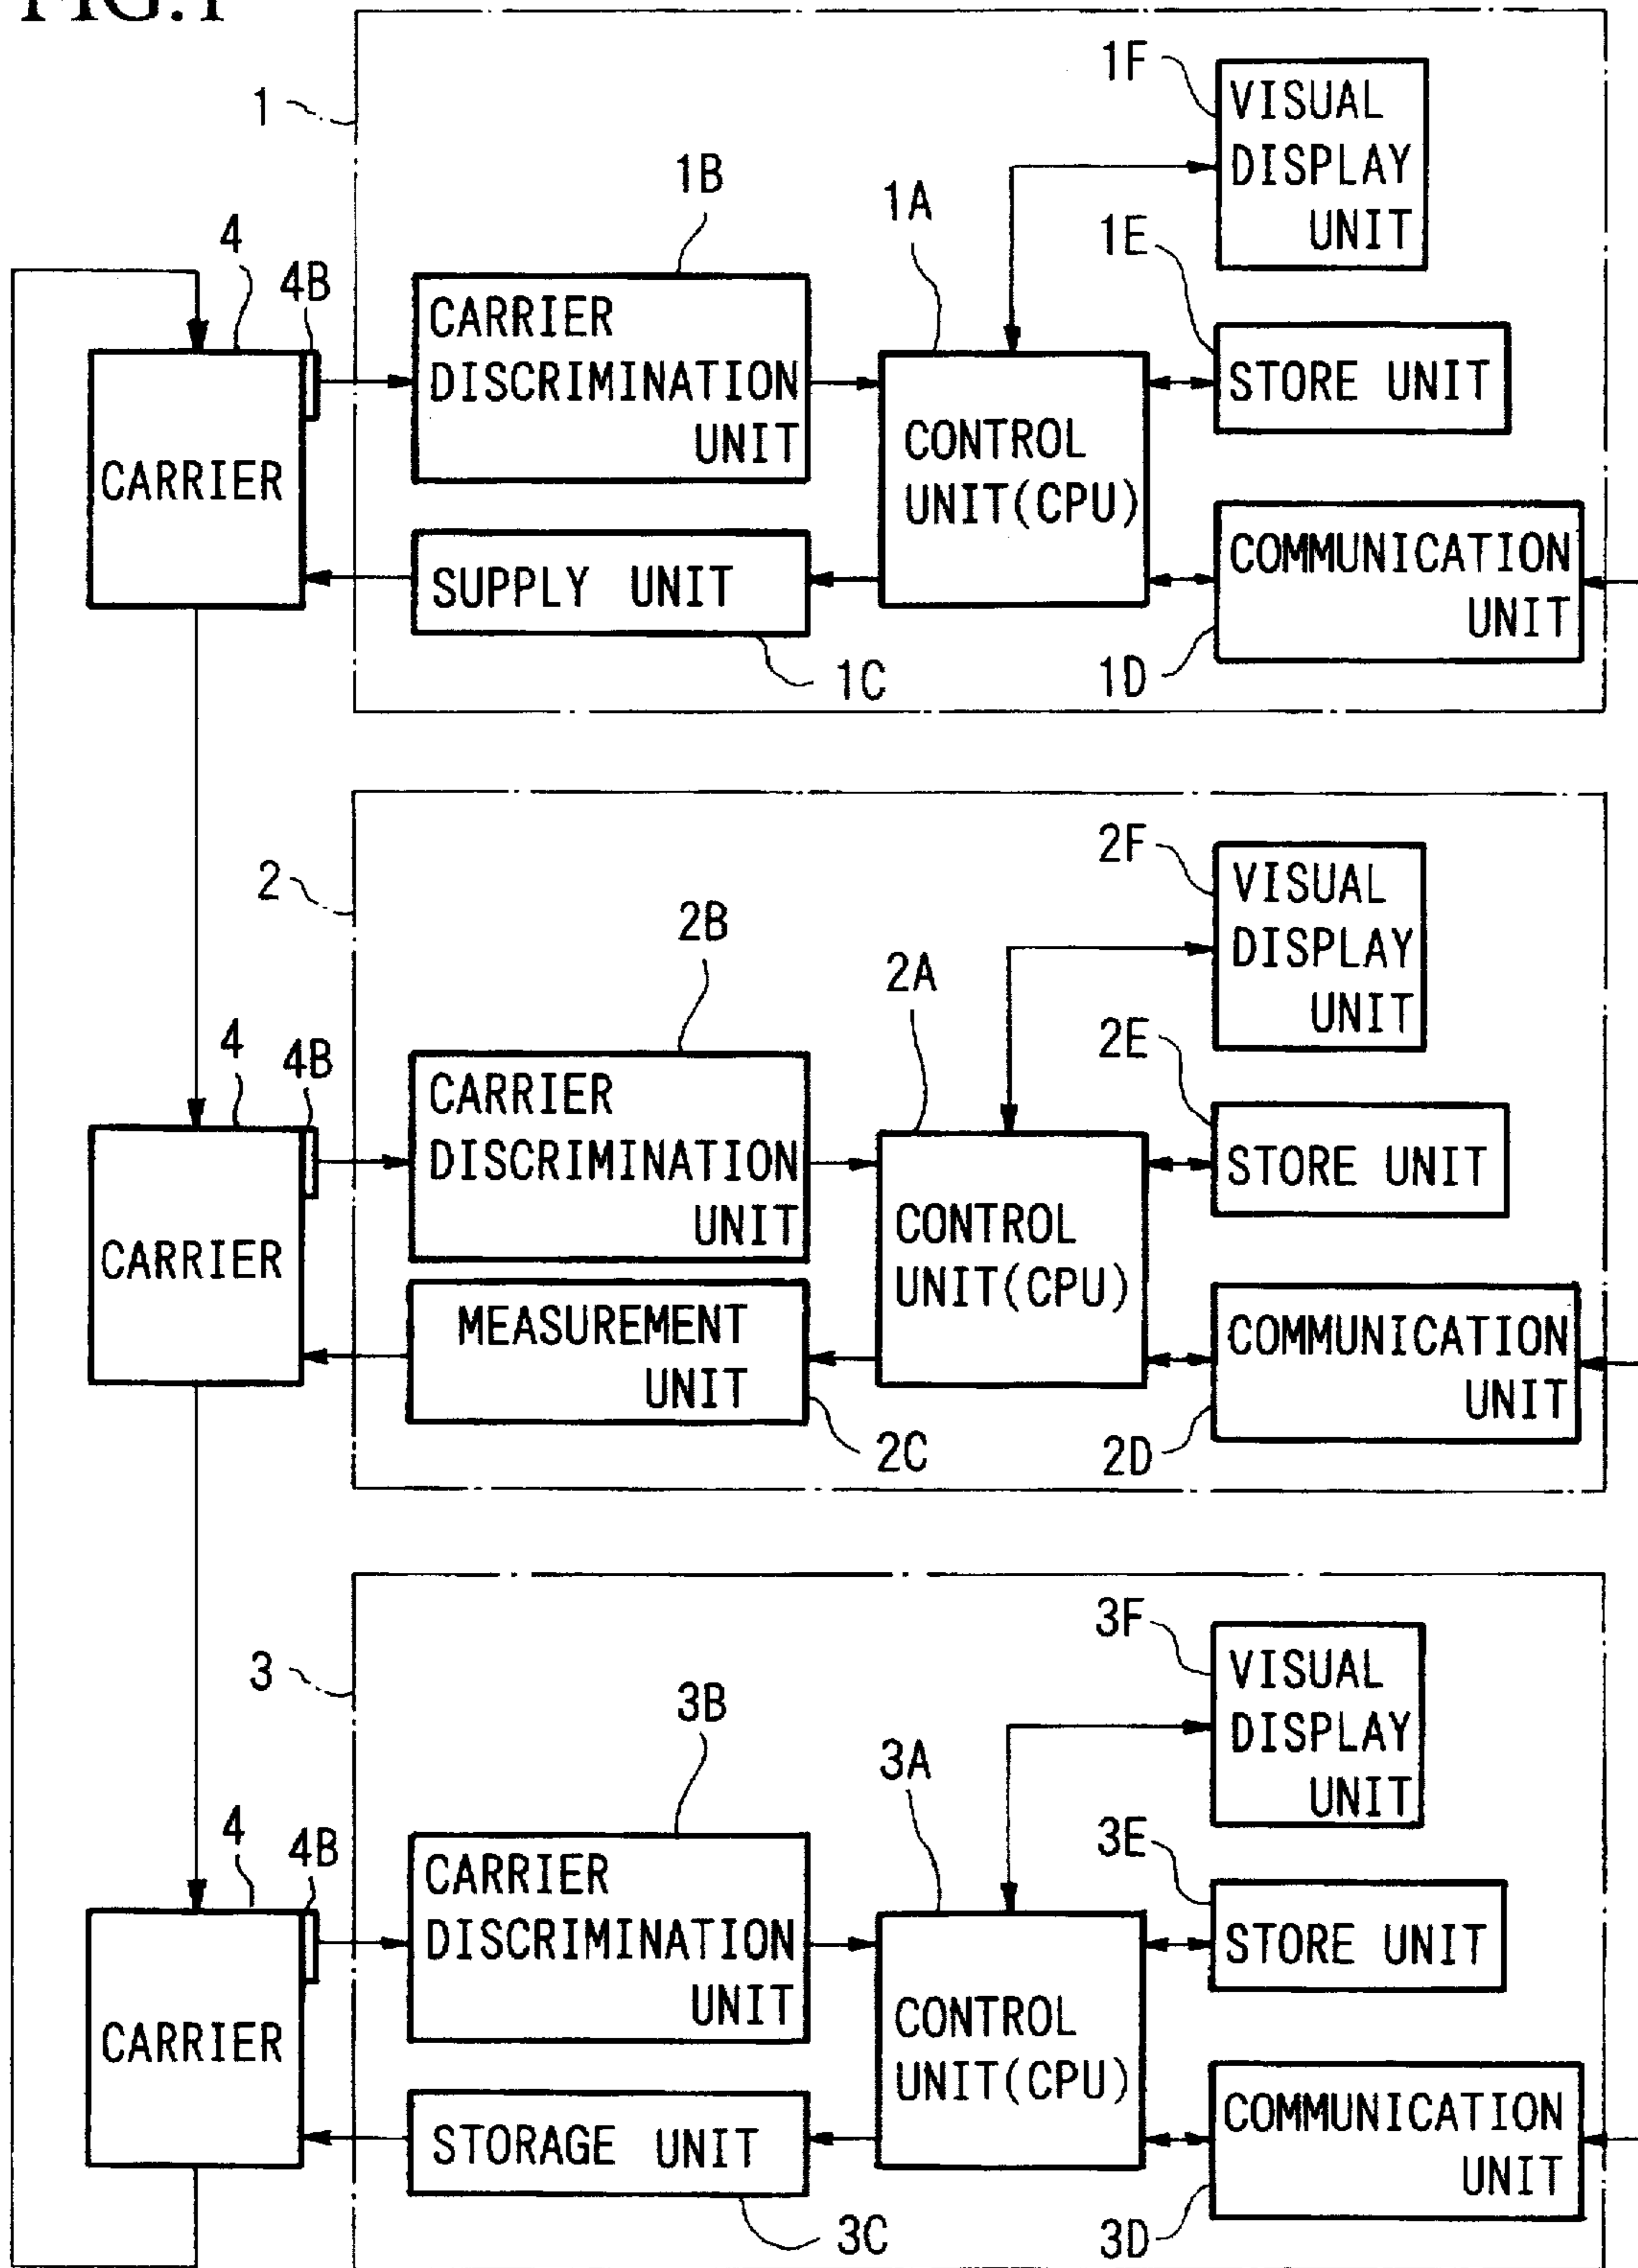 FIG.1
1
1F
VISUAL
DISPLAY
UNIT
1B
1A
1E
4
4B
CARRIER
DISCRIMINATION
UNIT
STORE UNIT
CARRIER
CONTROL
UNIT(CPU)
COMMUNICATION
UNIT
SUPPLY UNIT
1C
1D
2
2F
VISUAL
DISPLAY
UNIT
2B
2A
2E
4
4B
CARRIER
DISCRIMINATION
UNIT
STORE UNIT
CARRIER
CONTROL
UNIT(CPU)
MEASUREMENT
UNIT
COMMUNICATION
UNIT
2C
2D
3
3F
VISUAL
DISPLAY
UNIT
3B
3A
3E
4
4B
CARRIER
DISCRIMINATION
UNIT
STORE UNIT
CARRIER
CONTROL
UNIT(CPU)
STORAGE UNIT
COMMUNICATION
UNIT
3C
3D